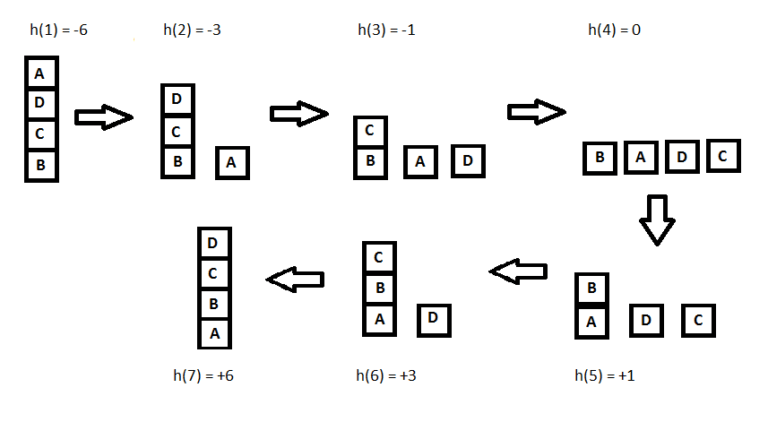 h(1) = -6
h(2) = -3
h(3) = -1
h(4) = 0
A
D
C
B
D
C
B
A
C
B
A
D
B
A
D
C
B
A
D
C
C
B
A
D
D
C
B
A
h(7) = +6
h(6) = +3
h(5) = +1